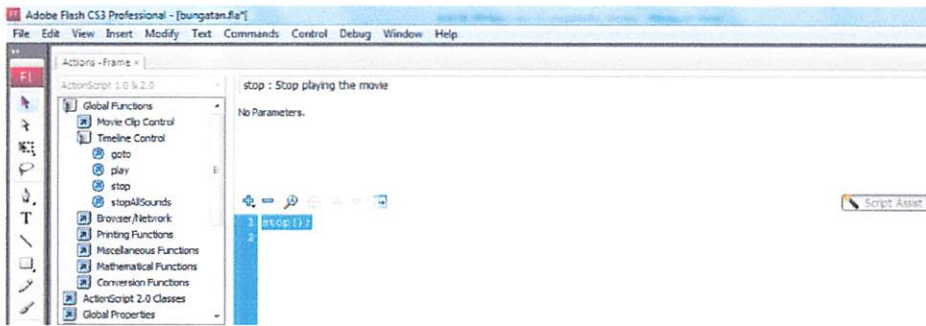 Adobe Flash CS3 Professional - [bungatan.fla*]
File Edit View Insert Modify Text Commands Control Debug Window Help
Actions - Frame ×
Fl
ActionScript 1.0 & 2.0
Global Functions
Movie Clip Control
Timeline Control
goto
play
stop
stopAllSounds
Browser/Network
Printing Functions
Miscellaneous Functions
Mathematical Functions
Conversion Functions
ActionScript 2.0 Classes
Global Properties
stop : Stop playing the movie
No Parameters.
Script Assist
1 stop();
2